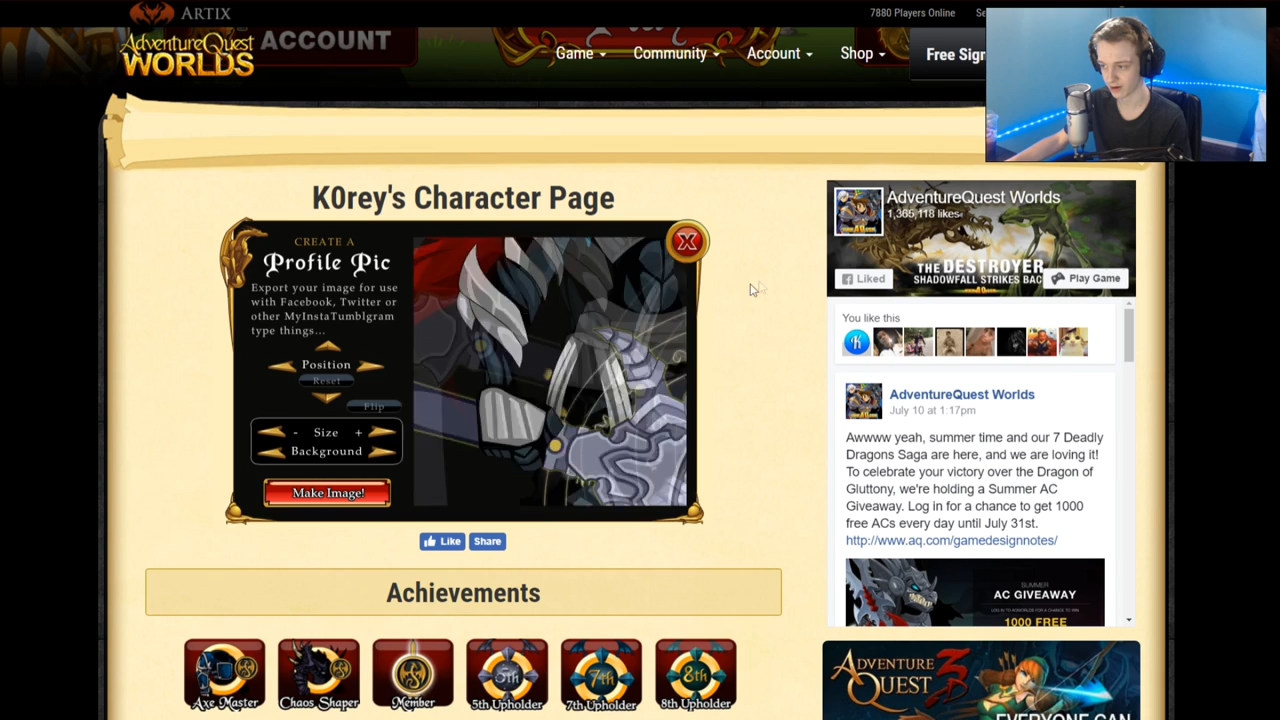 ARTIX
7880 Players Online
AdventureQuest
WORLDS
ACCOUNT
Game
Community
Account
Shop
Free Sign
K0rey's Character Page
CREATE A
Profile Pic
Export your image for use
with Facebook, Twitter or
other MyInstaTumblgram
type things...
Position
Reset
Flip
- Size +
Background
Make Image!
X
Like
Share
Achievements
Axe Master
Chaos Shaper
Member
5th
5th Upholder
7th
7th Upholder
8th
8th Upholder
AdventureQuest Worlds
1,365,118 likes
THE DESTROYER
SHADOWFALL STRIKES BACK
Liked
Play Game
You like this
K
AdventureQuest Worlds
July 10 at 1:17pm
Awwww yeah, summer time and our 7 Deadly
Dragons Saga are here, and we are loving it!
To celebrate your victory over the Dragon of
Gluttony, we're holding a Summer AC
Giveaway. Log in for a chance to get 1000
free ACs every day until July 31st.
http://www.aq.com/gamedesignnotes/
SUMMER
AC GIVEAWAY
1000 FREE
ADVENTURE
QUEST 3D
EVERYONE CAN